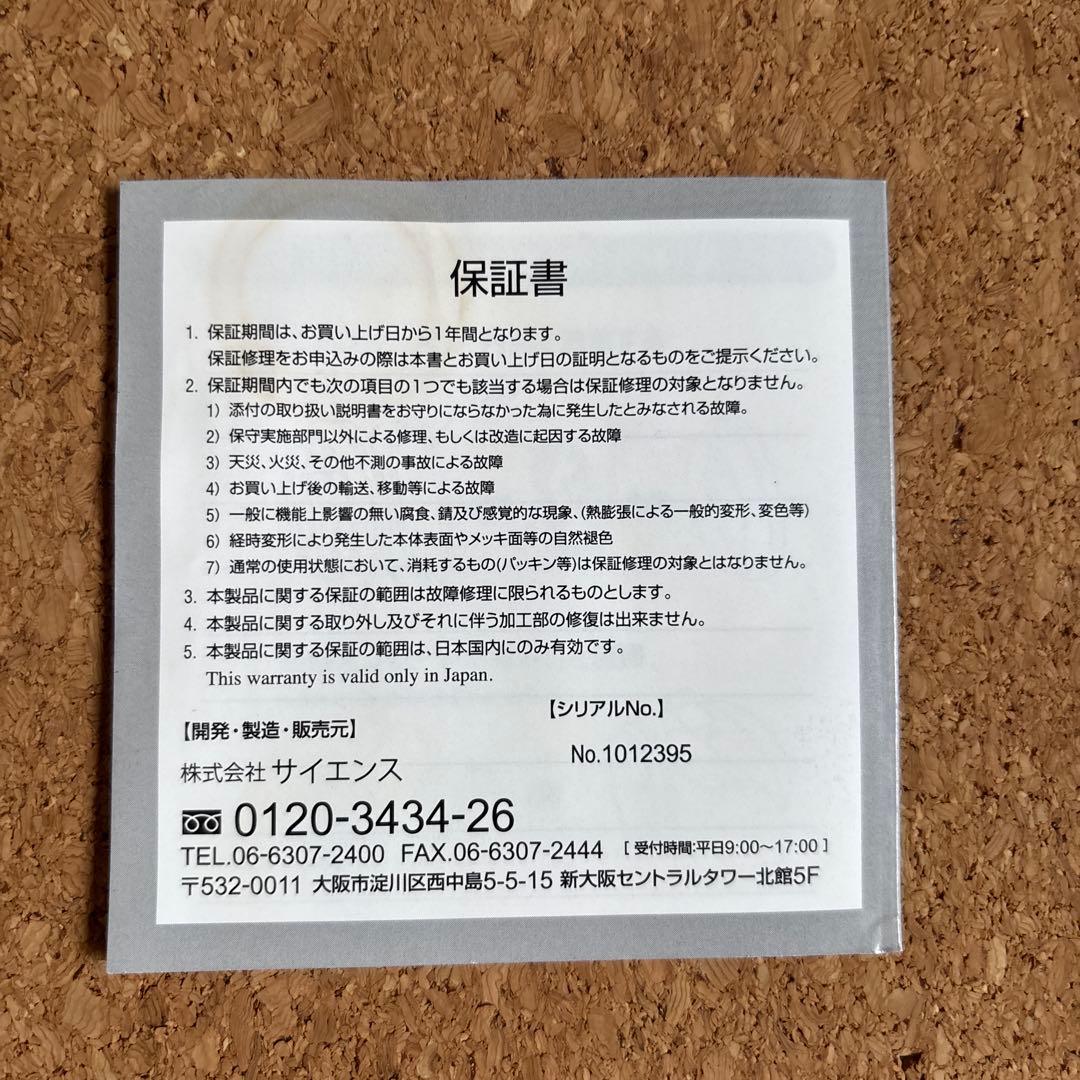 保証書
1. 保証期間は、お買い上げ日から1年間となります。
保証修理をお申込みの際は本書とお買い上げ日の証明となるものをご提示ください。
2. 保証期間内でも次の項目の1つでも該当する場合は保証修理の対象となりません。
1) 添付の取り扱い説明書をお守りにならなかった為に発生したとみなされる故障。
2) 保守実施部門以外による修理、もしくは改造に起因する故障
3) 天災、火災、その他不測の事故による故障
4) お買い上げ後の輸送、移動等による故障
5) 一般に機能上影響の無い腐食、錆及び感覚的な現象、(熱膨張による一般的変形、変色等)
6) 経時変形により発生した本体表面やメッキ面等の自然褪色
7) 通常の使用状態において、消耗するもの(パッキン等)は保証修理の対象とはなりません。
3. 本製品に関する保証の範囲は故障修理に限られるものとします。
4. 本製品に関する取り外し及びそれに伴う加工部の修復は出来ません。
5. 本製品に関する保証の範囲は、日本国内にのみ有効です。
This warranty is valid only in Japan.
【シリアルNo.】
No.1012395
【開発・製造・販売元】
株式会社 サイエンス
0120-3434-26
TEL.06-6307-2400 FAX.06-6307-2444 [ 受付時間:平日9:00〜17:00 ]
〒532-0011 大阪市淀川区西中島5-5-15 新大阪セントラルタワー北館5F